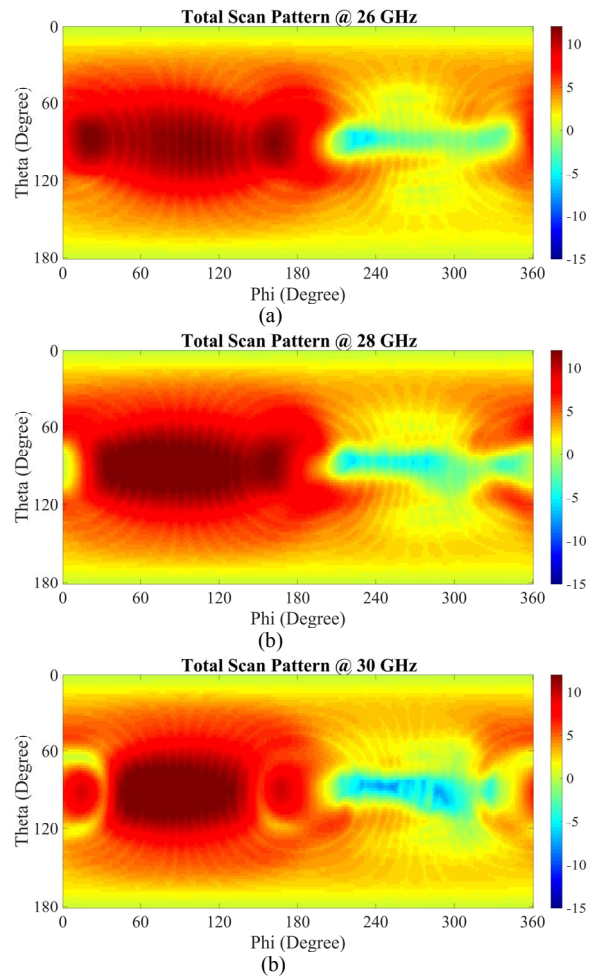 Total Scan Pattern @ 26 GHz
0
60
120
180
Theta (Degree)
0 60 120 180 240 300 360
Phi (Degree)
10
5
0
-5
-10
-15
(a)
Total Scan Pattern @ 28 GHz
0
60
120
180
Theta (Degree)
0 60 120 180 240 300 360
Phi (Degree)
10
5
0
-5
-10
-15
(b)
Total Scan Pattern @ 30 GHz
0
60
120
180
Theta (Degree)
0 60 120 180 240 300 360
Phi (Degree)
10
5
0
-5
-10
-15
(b)